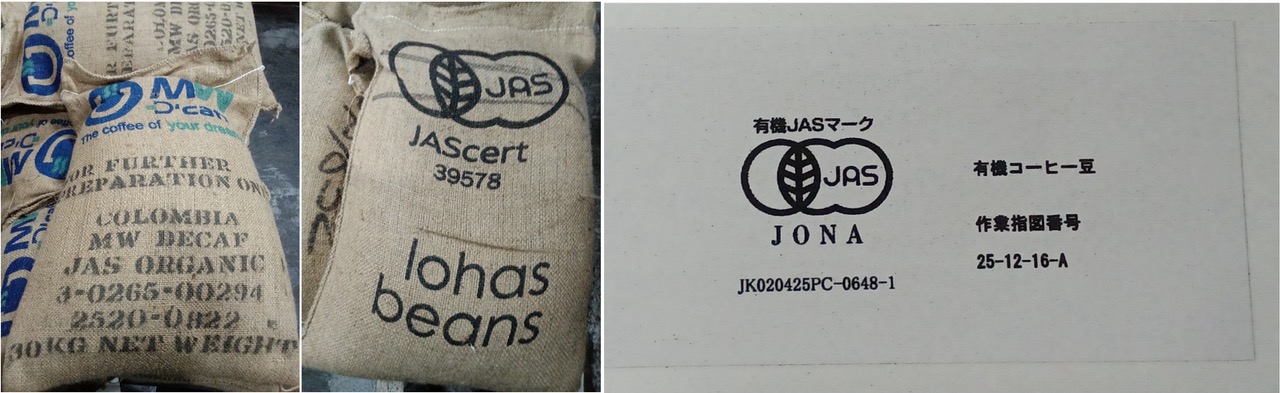 MW
D'caf
The coffee of your dream
FOR FURTHER
PREPARATION ON
COLOMBIA
MW DECAF
JAS ORGANIC
3-0265-00294
2520-0822
30KG NET WEIGHT
JAS
JAScert
39578
lohas
beans
有機JASマーク
JAS
JONA
JK020425PC-0648-1
有機コーヒー豆
作業指図番号
25-12-16-A